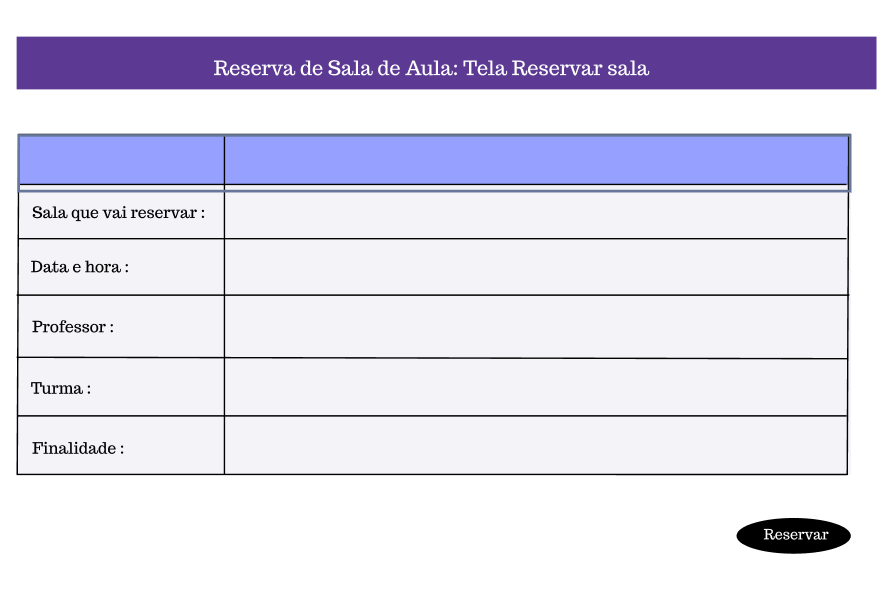 Reserva de Sala de Aula: Tela Reservar sala
Sala que vai reservar :
Data e hora :
Professor :
Turma :
Finalidade :
Reservar